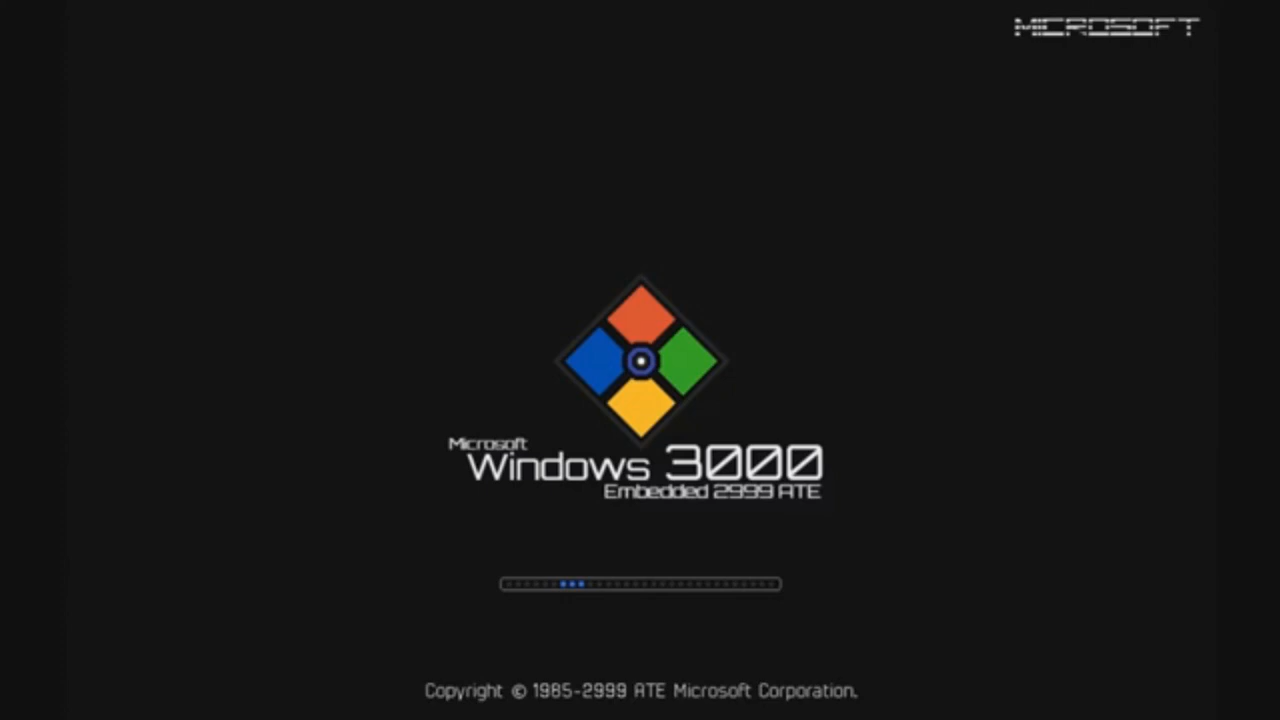 MICROSOFT
Microsoft
Windows 3000
Embedded 2999 ATE
Copyright © 1985-2999 ATE Microsoft Corporation.